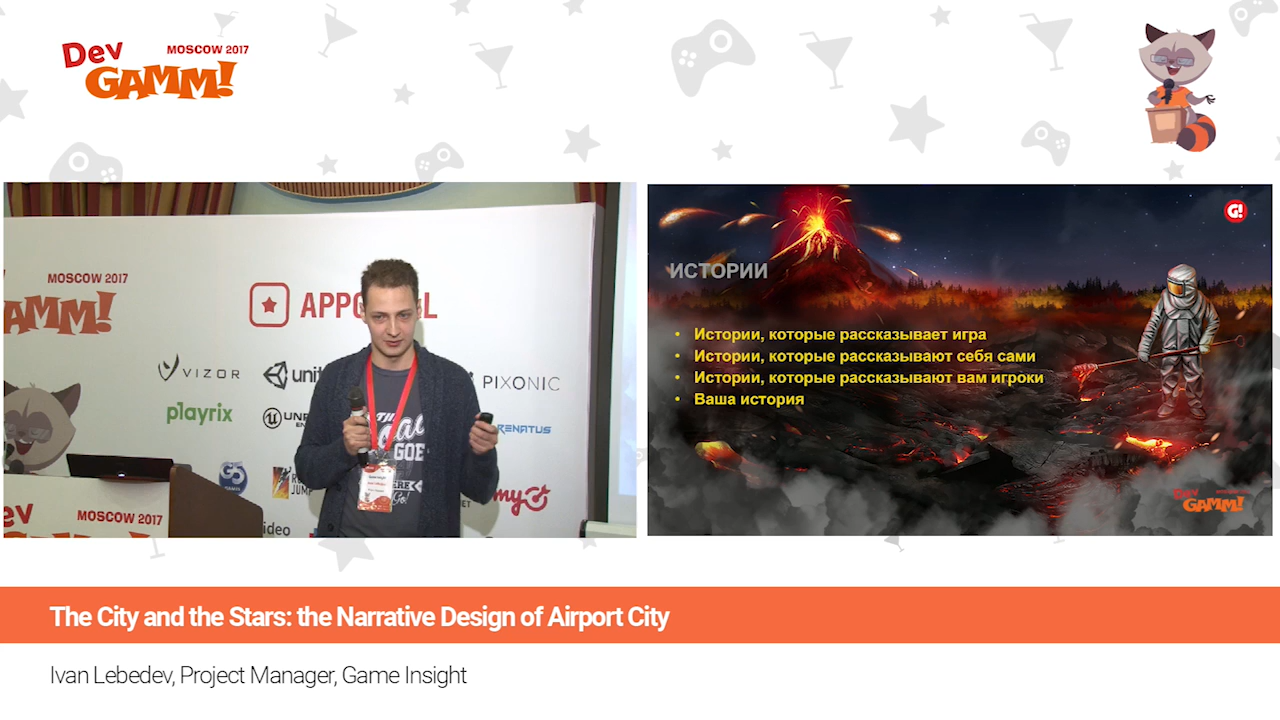 Dev
GAMM!
MOSCOW 2017
G!
MOSCOW 2017
AMM!
VIZOR
PIXONIC
playrix
RENATUS
ИСТОРИИ
• Истории, которые рассказывает игра
• Истории, которые рассказывают себя сами
• Истории, которые рассказывают вам игроки
• Ваша история
MOSCOW 2017
Dev
GAMM!
The City and the Stars: the Narrative Design of Airport City
Ivan Lebedev, Project Manager, Game Insight